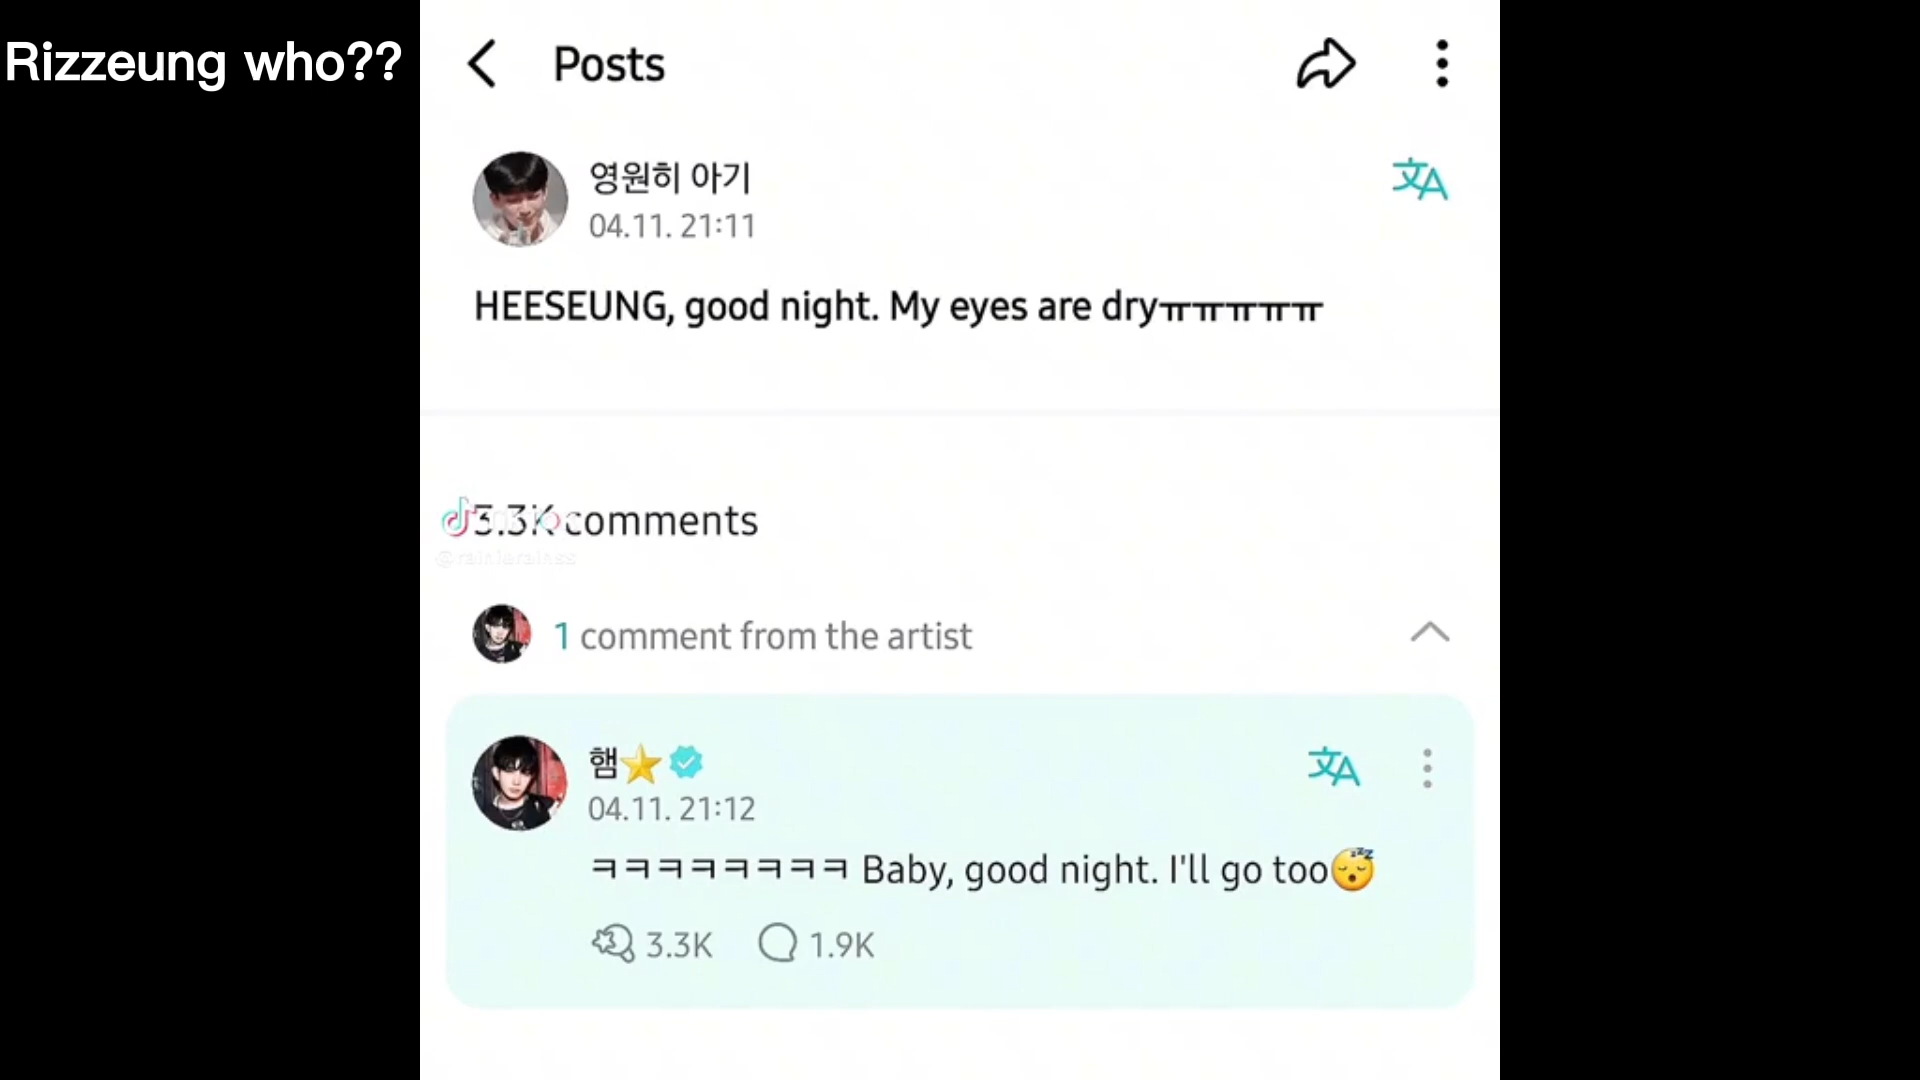 Rizzeung who??
Posts
영원히 아기
04.11. 21:11
HEESEUNG, good night. My eyes are dryㅠㅠㅠㅠㅠ
3.3K comments
1 comment from the artist
햄⭐
04.11. 21:12
ㅋㅋㅋㅋㅋㅋㅋㅋ Baby, good night. I'll go too😴
3.3K 1.9K